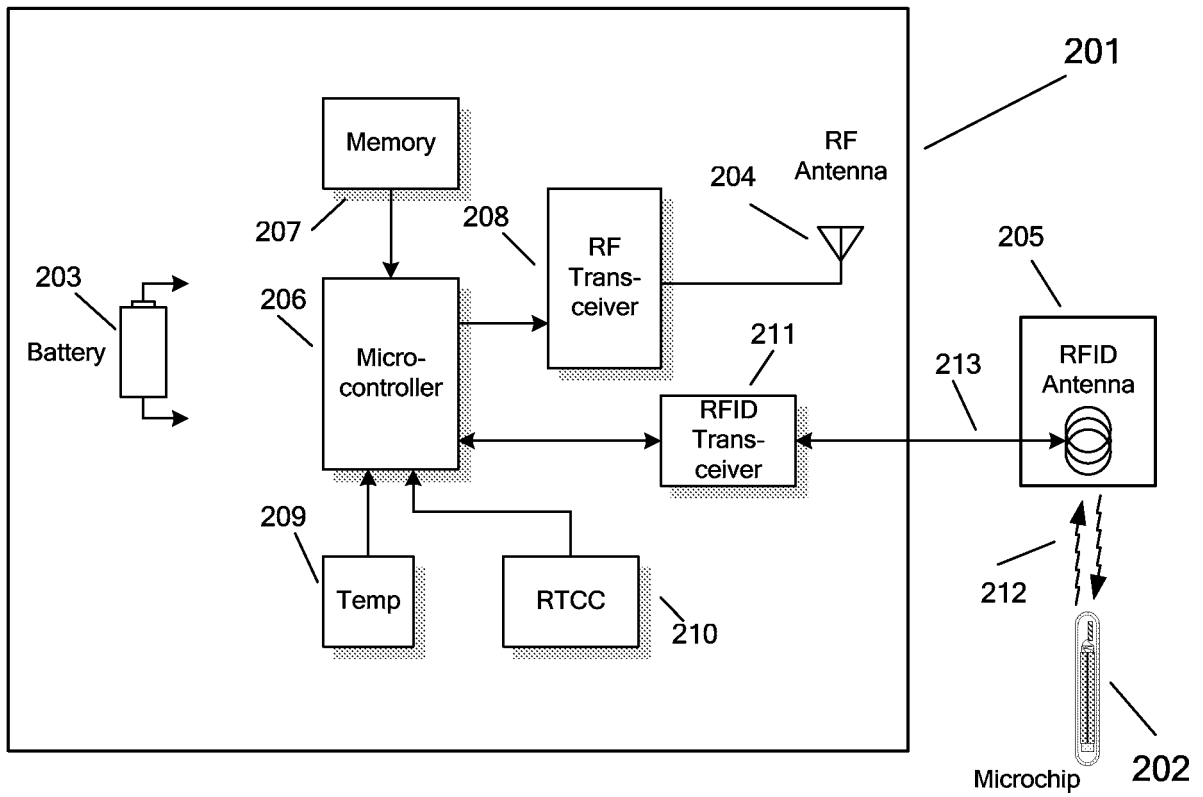 201
Memory
RF
Antenna
204
207
208
RF
Trans-
ceiver
205
203
Battery
206
Micro-
controller
211
RFID
Trans-
ceiver
213
RFID
Antenna
209
Temp
RTCC
210
212
202
Microchip